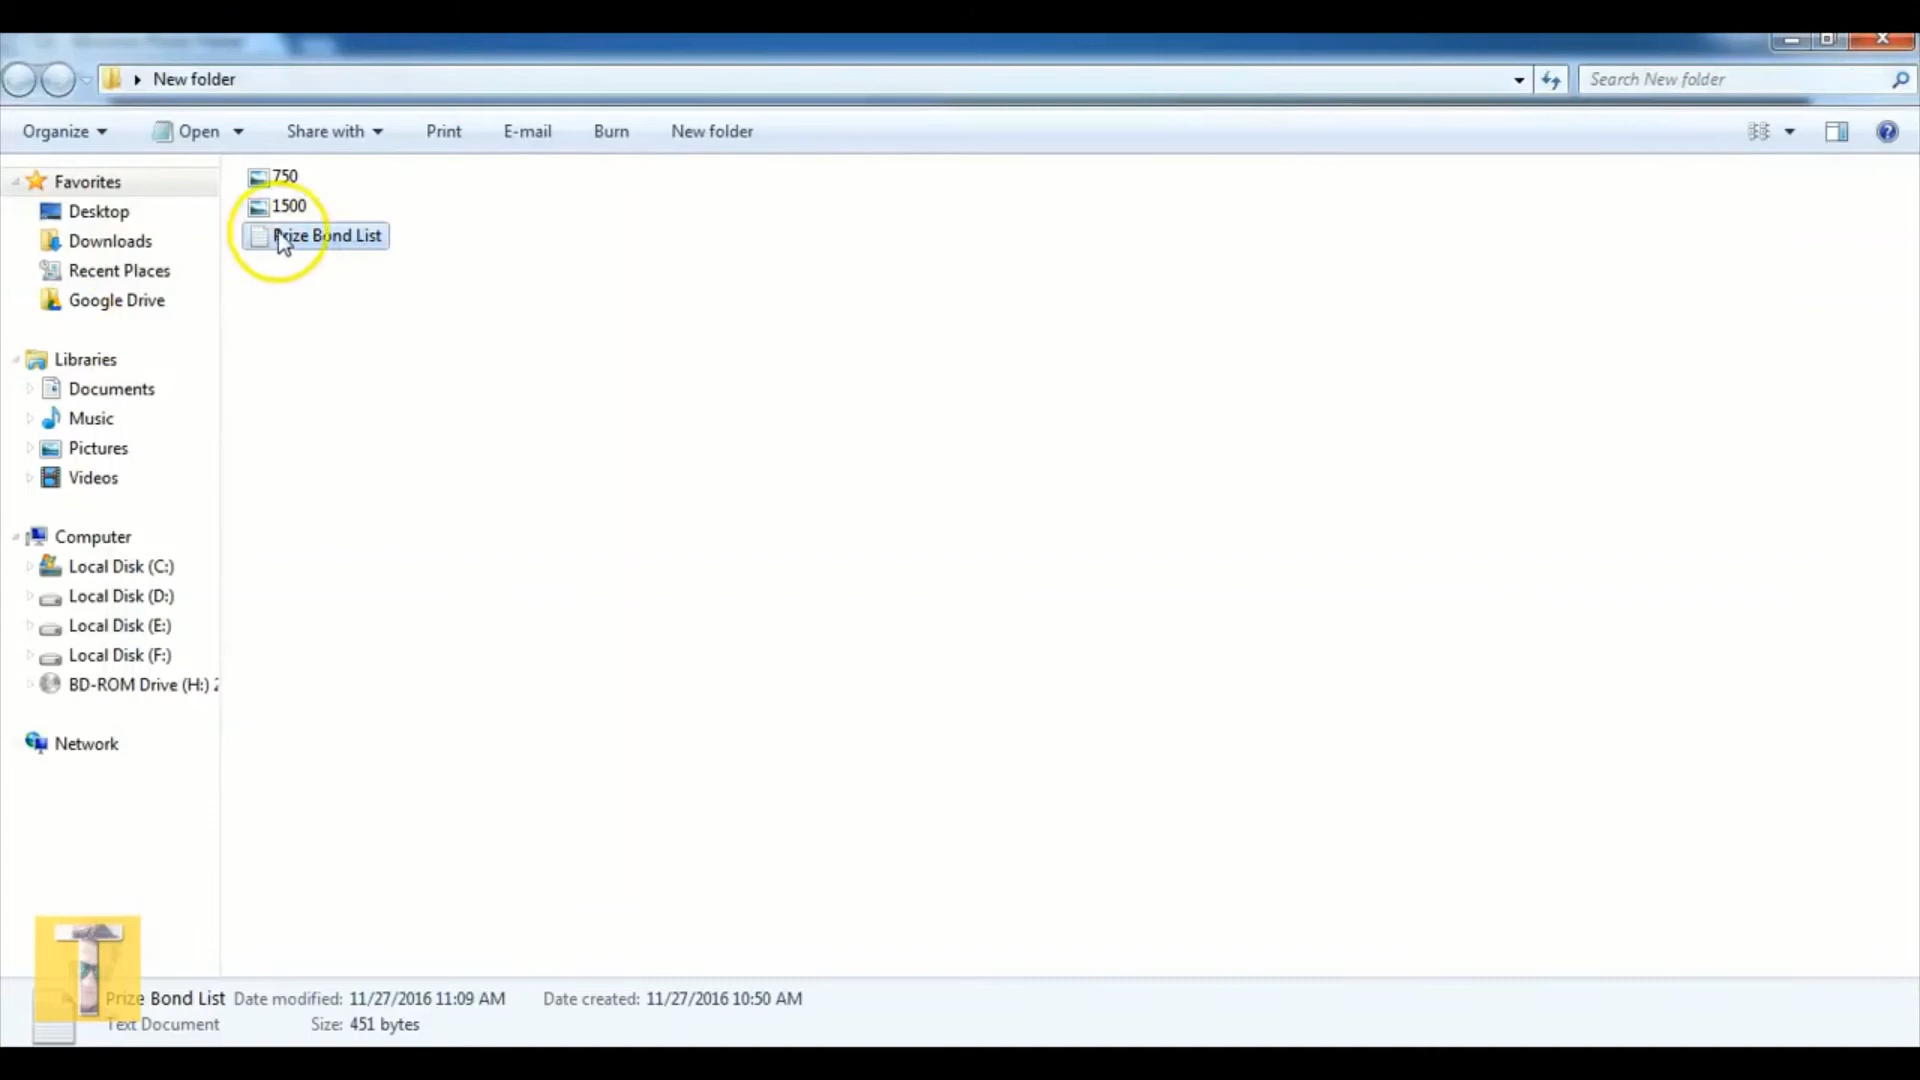 New folder
Search New folder
Organize Open Share with Print E-mail Burn New folder
Favorites
Desktop
Downloads
Recent Places
Google Drive
Libraries
Documents
Music
Pictures
Videos
Computer
Local Disk (C:)
Local Disk (D:)
Local Disk (E:)
Local Disk (F:)
BD-ROM Drive (H:) 2
Network
750
1500
Prize Bond List
T
Prize Bond List Date modified: 11/27/2016 11:09 AM Date created: 11/27/2016 10:50 AM
Text Document Size: 451 bytes